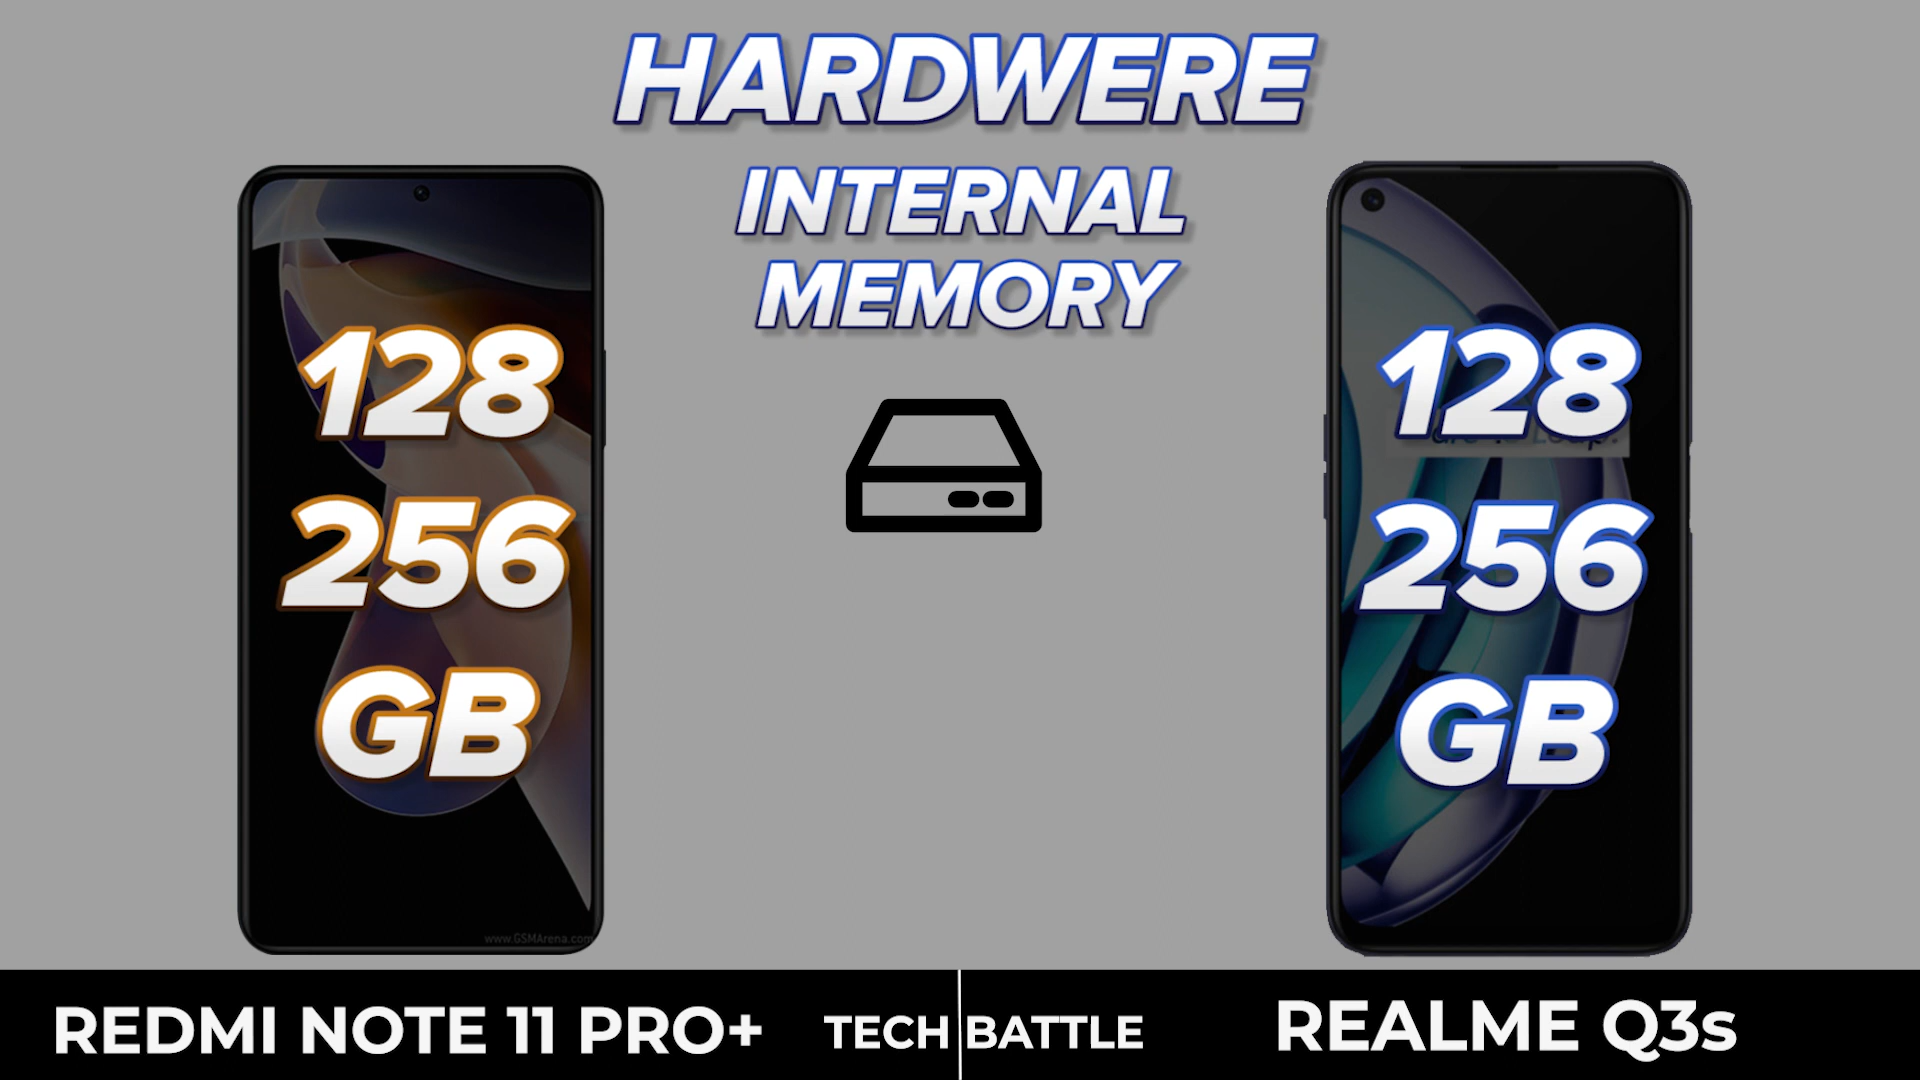 HARDWERE
INTERNAL
MEMORY
128
256
GB
128
256
GB
www.GSMArena.com
REDMI NOTE 11 PRO+
TECH BATTLE
REALME Q3s